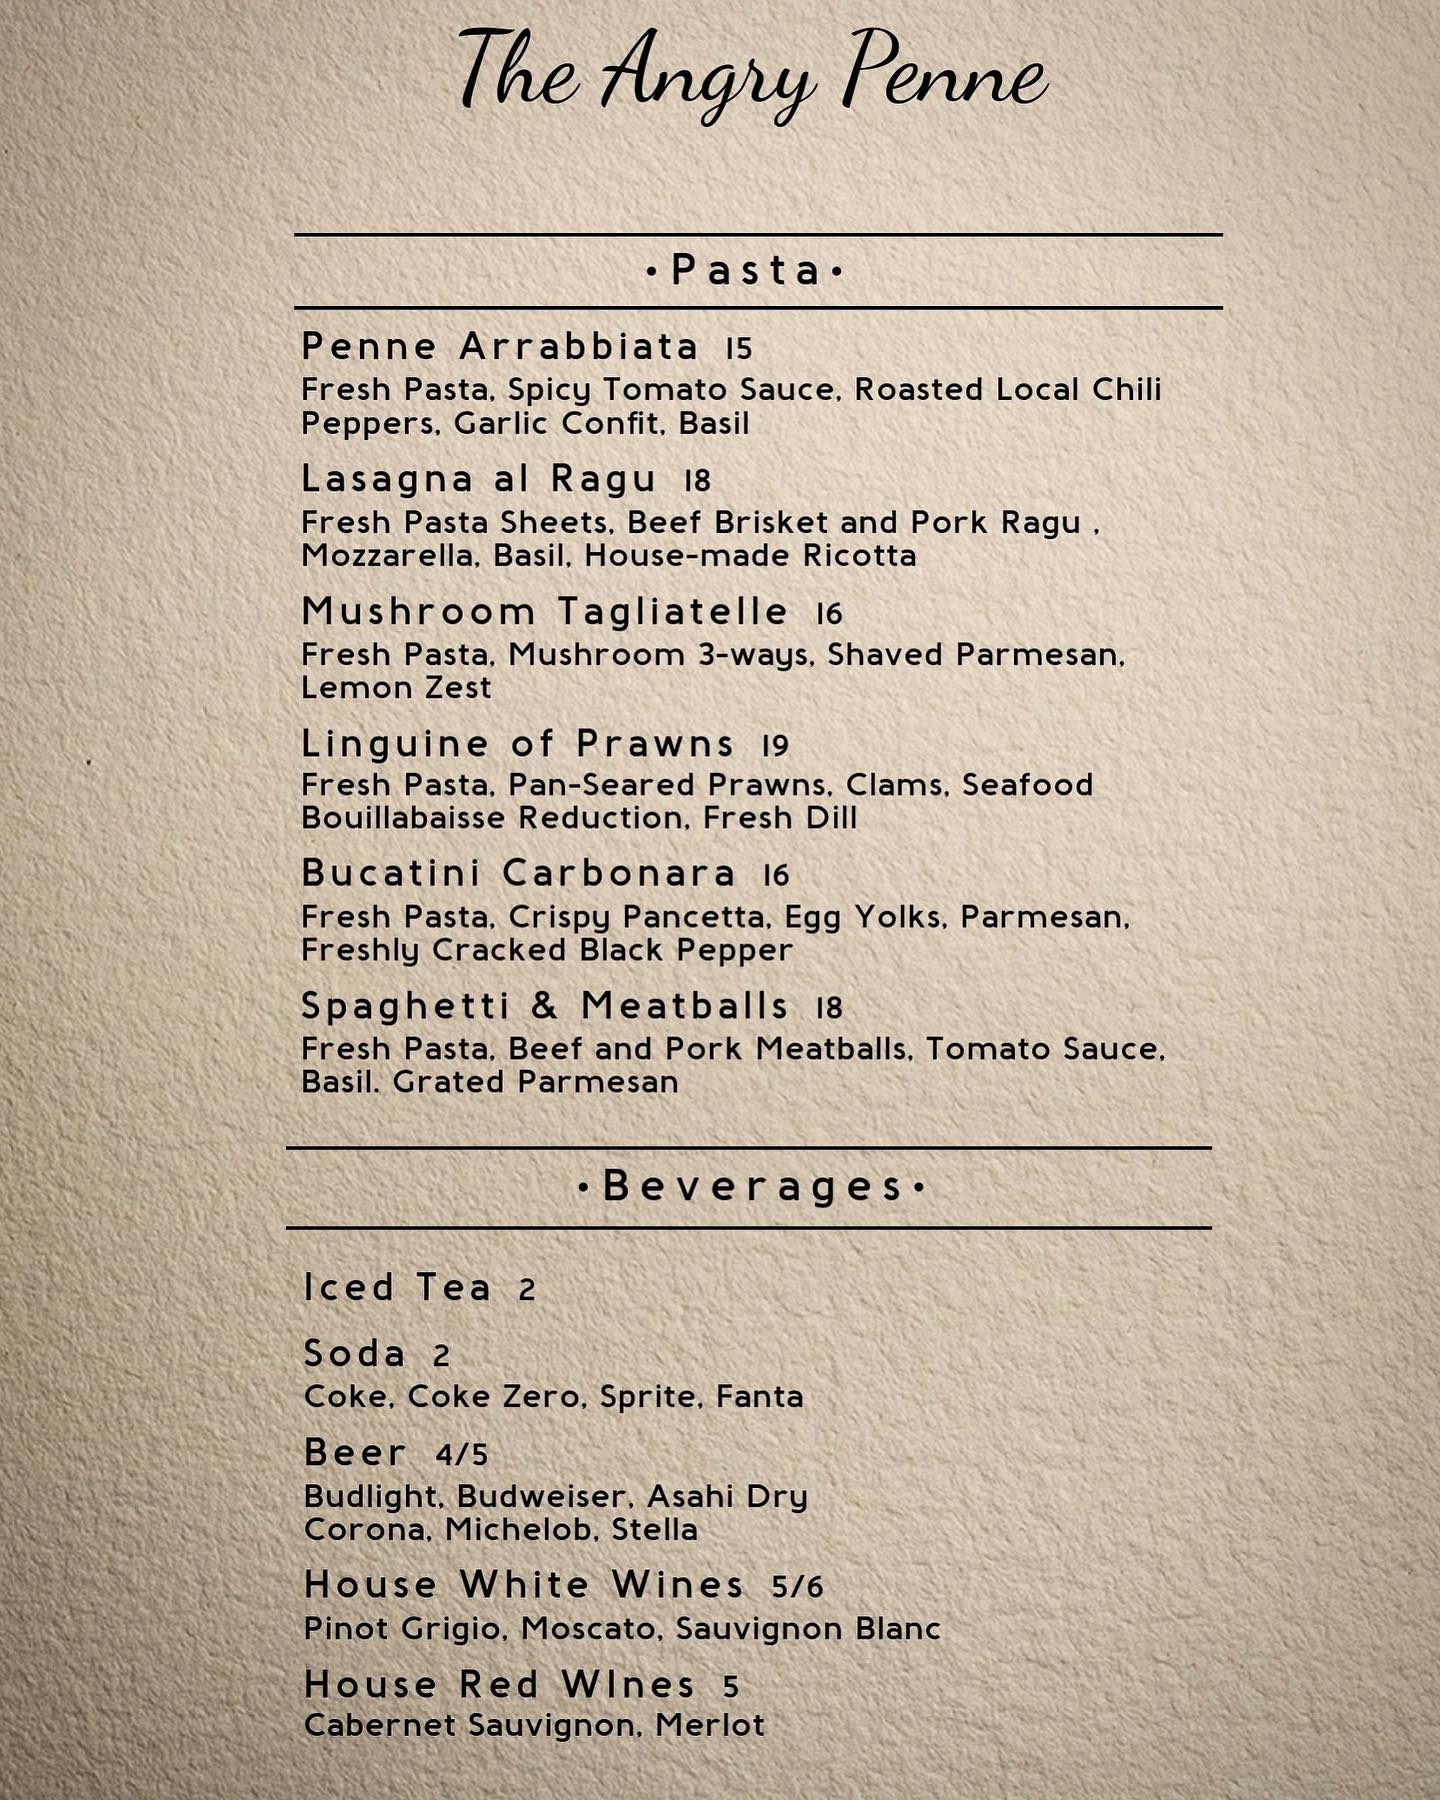 The Angry Penne
•Pasta•
Penne Arrabbiata 15
Fresh Pasta, Spicy Tomato Sauce, Roasted Local Chili
Peppers, Garlic Confit, Basil
Lasagna al Ragu 18
Fresh Pasta Sheets, Beef Brisket and Pork Ragu ,
Mozzarella, Basil, House-made Ricotta
Mushroom Tagliatelle 16
Fresh Pasta, Mushroom 3-ways, Shaved Parmesan,
Lemon Zest
Linguine of Prawns 19
Fresh Pasta, Pan-Seared Prawns, Clams, Seafood
Bouillabaisse Reduction, Fresh Dill
Bucatini Carbonara 16
Fresh Pasta, Crispy Pancetta, Egg Yolks, Parmesan,
Freshly Cracked Black Pepper
Spaghetti & Meatballs 18
Fresh Pasta, Beef and Pork Meatballs, Tomato Sauce,
Basil. Grated Parmesan
•Beverages•
Iced Tea 2
Soda 2
Coke, Coke Zero, Sprite, Fanta
Beer 4/5
Budlight, Budweiser, Asahi Dry
Corona, Michelob, Stella
House White Wines 5/6
Pinot Grigio, Moscato, Sauvignon Blanc
House Red WInes 5
Cabernet Sauvignon, Merlot